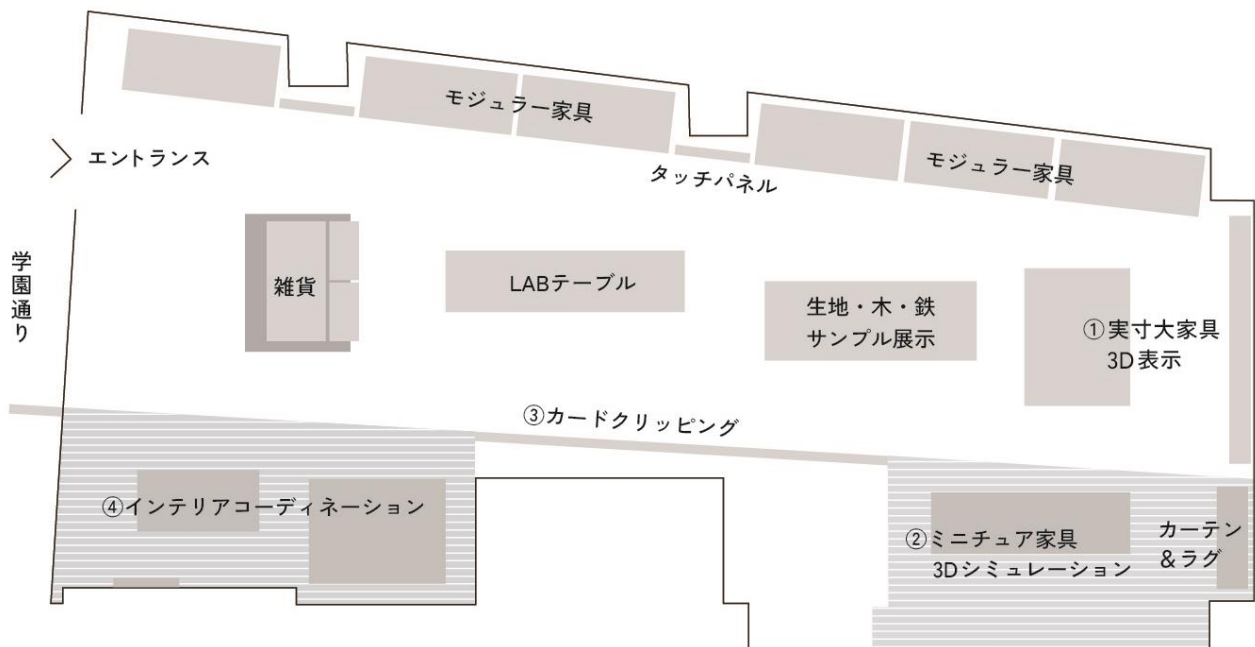 モジュラー家具
エントランス
タッチパネル
モジュラー家具
学園通り
雑貨
LABテーブル
生地・木・鉄
サンプル展示
①実寸大家具
3D表示
③カードクリッピング
④インテリアコーディネーション
②ミニチュア家具
3Dシミュレーション
カーテン
&ラグ